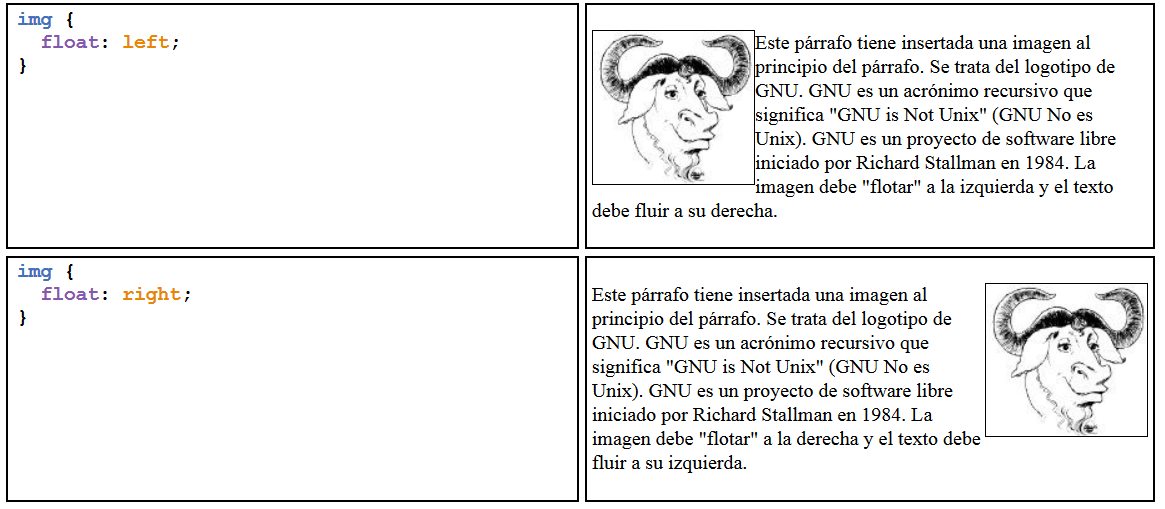 img {
  float: left;
}
Este párrafo tiene insertada una imagen al
principio del párrafo. Se trata del logotipo de
GNU. GNU es un acrónimo recursivo que
significa "GNU is Not Unix" (GNU No es
Unix). GNU es un proyecto de software libre
iniciado por Richard Stallman en 1984. La
imagen debe "flotar" a la izquierda y el texto
debe fluir a su derecha.
img {
  float: right;
}
Este párrafo tiene insertada una imagen al
principio del párrafo. Se trata del logotipo de
GNU. GNU es un acrónimo recursivo que
significa "GNU is Not Unix" (GNU No es
Unix). GNU es un proyecto de software libre
iniciado por Richard Stallman en 1984. La
imagen debe "flotar" a la derecha y el texto debe
fluir a su izquierda.